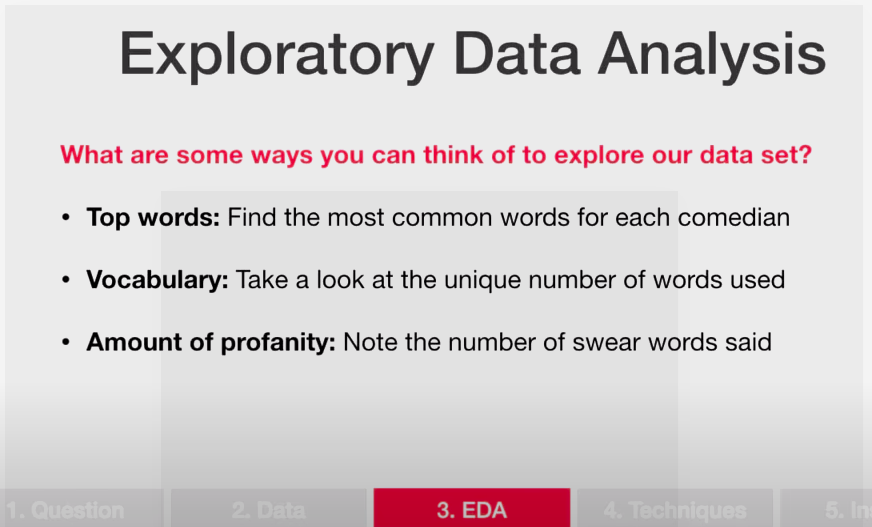 Exploratory Data Analysis
What are some ways you can think of to explore our data set?
• Top words: Find the most common words for each comedian
• Vocabulary: Take a look at the unique number of words used
• Amount of profanity: Note the number of swear words said
1. Question 2. Data 3. EDA 4. Techniques 5.